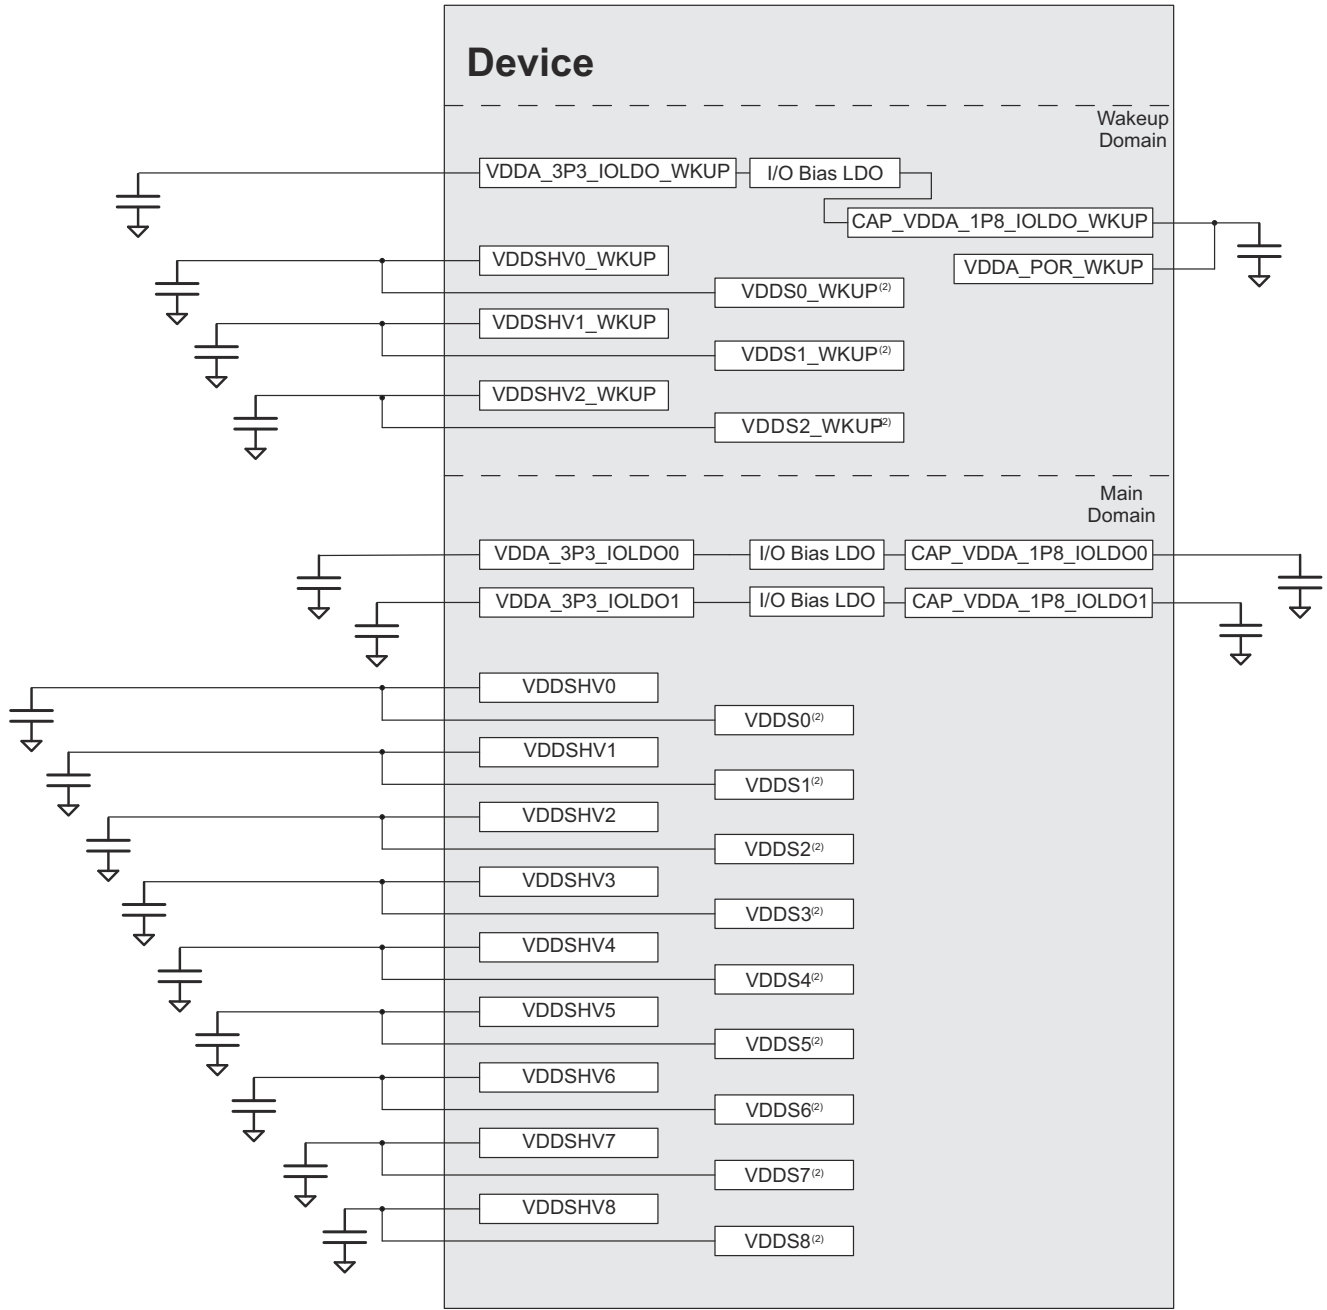 Device
Wakeup
Domain
VDDA_3P3_IOLDO_WKUP
I/O Bias LDO
CAP_VDDA_1P8_IOLDO_WKUP
VDDSHV0_WKUP
VDDA_POR_WKUP
VDDS0_WKUP(2)
VDDSHV1_WKUP
VDDS1_WKUP(2)
VDDSHV2_WKUP
VDDS2_WKUP2)
Main
Domain
VDDA_3P3_IOLDO0
I/O Bias LDO
CAP_VDDA_1P8_IOLDO0
VDDA_3P3_IOLDO1
I/O Bias LDO
CAP_VDDA_1P8_IOLDO1
VDDSHV0
VDDS0(2)
VDDSHV1
VDDS1(2)
VDDSHV2
VDDS2(2)
VDDSHV3
VDDS3(2)
VDDSHV4
VDDS4(2)
VDDSHV5
VDDS5(2)
VDDSHV6
VDDS6(2)
VDDSHV7
VDDS7(2)
VDDSHV8
VDDS8(2)